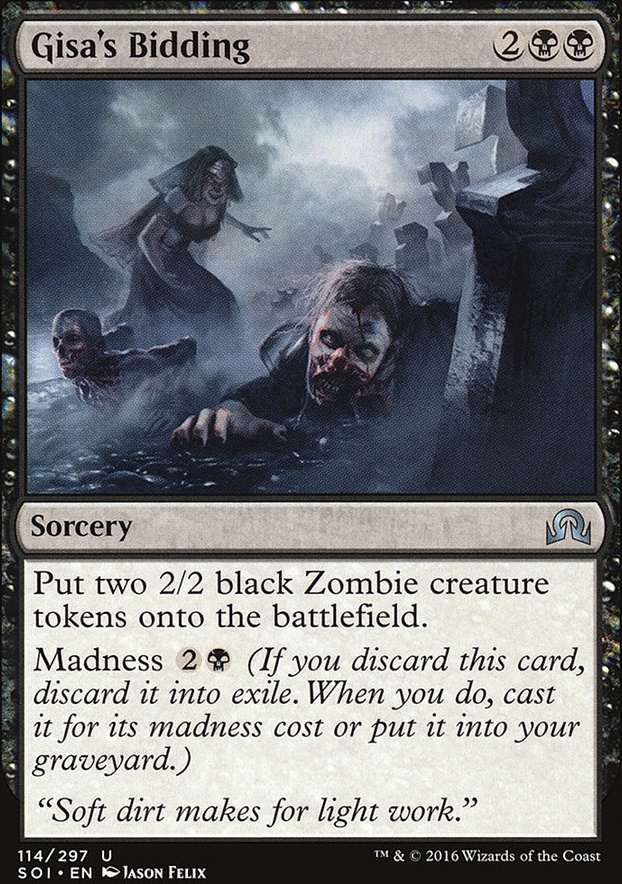 Gisa's Bidding 2
Sorcery
Put two 2/2 black Zombie creature
tokens onto the battlefield.
Madness 2 (If you discard this card,
discard it into exile. When you do, cast
it for its madness cost or put it into your
graveyard.)
“Soft dirt makes for light work.”
114/297 U
SOI • EN Jason Felix
™ & © 2016 Wizards of the Coast